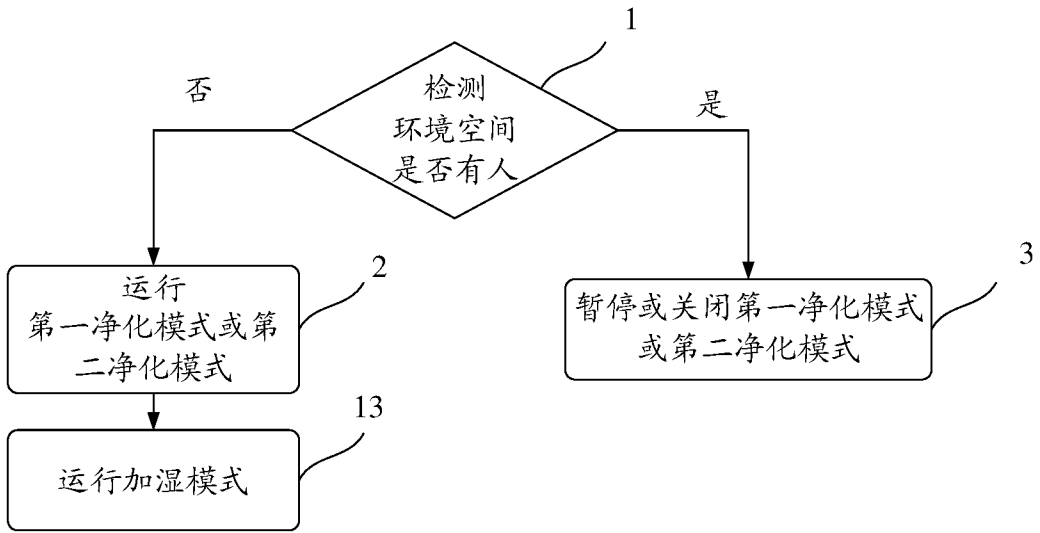 1
检测
环境空间
是否有人
否
是
2
运行
第一净化模式或第
二净化模式
3
暂停或关闭第一净化模式
或第二净化模式
13
运行加湿模式